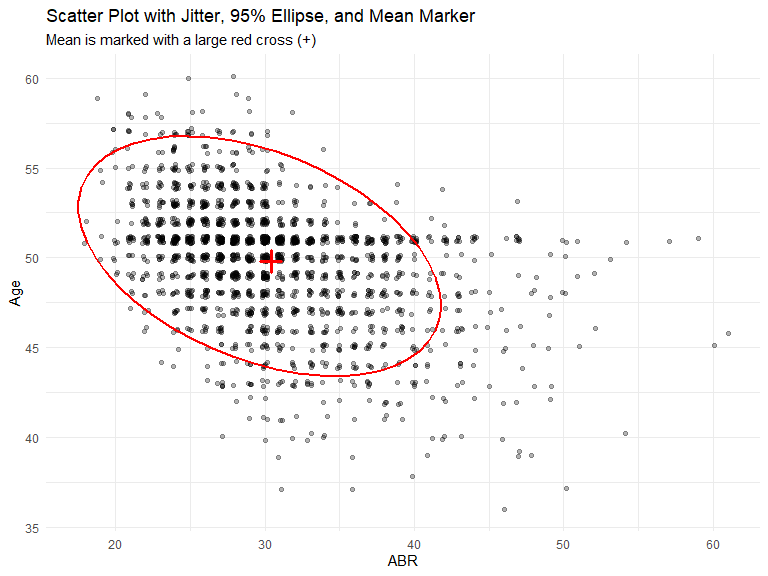 Scatter Plot with Jitter, 95% Ellipse, and Mean Marker
Mean is marked with a large red cross (+)
60
55
50
45
40
35
Age
20
30
40
50
60
ABR